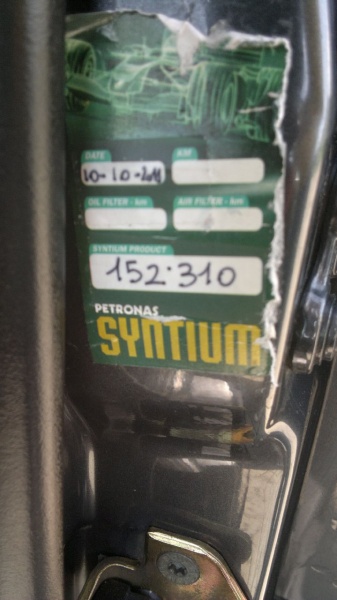 DATE KM
10-10-2011
OIL FILTER - km AIR FILTER - km
SYNTIUM PRODUCT
152.310
PETRONAS
SYNTIUM